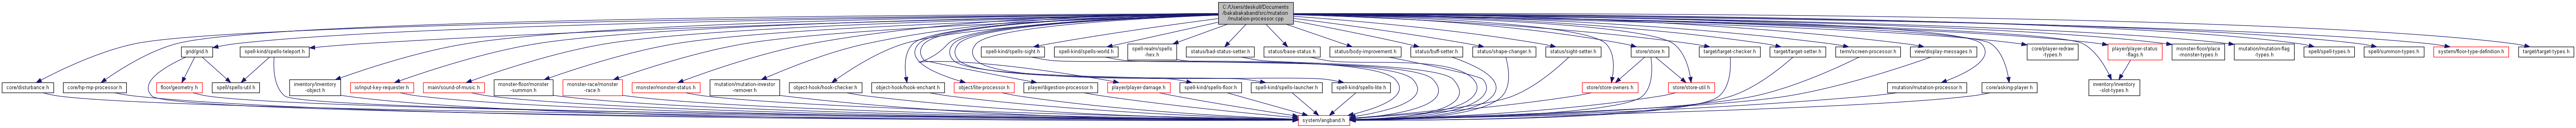 C:/Users/deskull/Documents
/bakabakaband/src/mutation
/mutation-processor.cpp
grid/grid.h
spell-kind/spells-teleport.h
spell-kind/spells-sight.h
spell-kind/spells-world.h
spell-realm/spells
-hex.h
status/bad-status-setter.h
status/base-status.h
status/body-improvement.h
status/buff-setter.h
status/shape-changer.h
status/sight-setter.h
store/store.h
target/target-checker.h
target/target-setter.h
term/screen-processor.h
view/display-messages.h
core/player-redraw
-types.h
player/player-status
-flags.h
monster-floor/place
-monster-types.h
mutation/mutation-flag
-types.h
spell/spell-types.h
spell/summon-types.h
system/floor-type-definition.h
target/target-types.h
core/disturbance.h
core/hp-mp-processor.h
floor/geometry.h
spell/spells-util.h
inventory/inventory
-object.h
io/input-key-requester.h
main/sound-of-music.h
monster-floor/monster
-summon.h
monster-race/monster
-race.h
monster/monster-status.h
mutation/mutation-investor
-remover.h
object-hook/hook-checker.h
object-hook/hook-enchant.h
object/lite-processor.h
player/digestion-processor.h
player/player-damage.h
spell-kind/spells-floor.h
spell-kind/spells-launcher.h
spell-kind/spells-lite.h
store/store-owners.h
store/store-util.h
mutation/mutation-processor.h
core/asking-player.h
inventory/inventory
-slot-types.h
system/angband.h